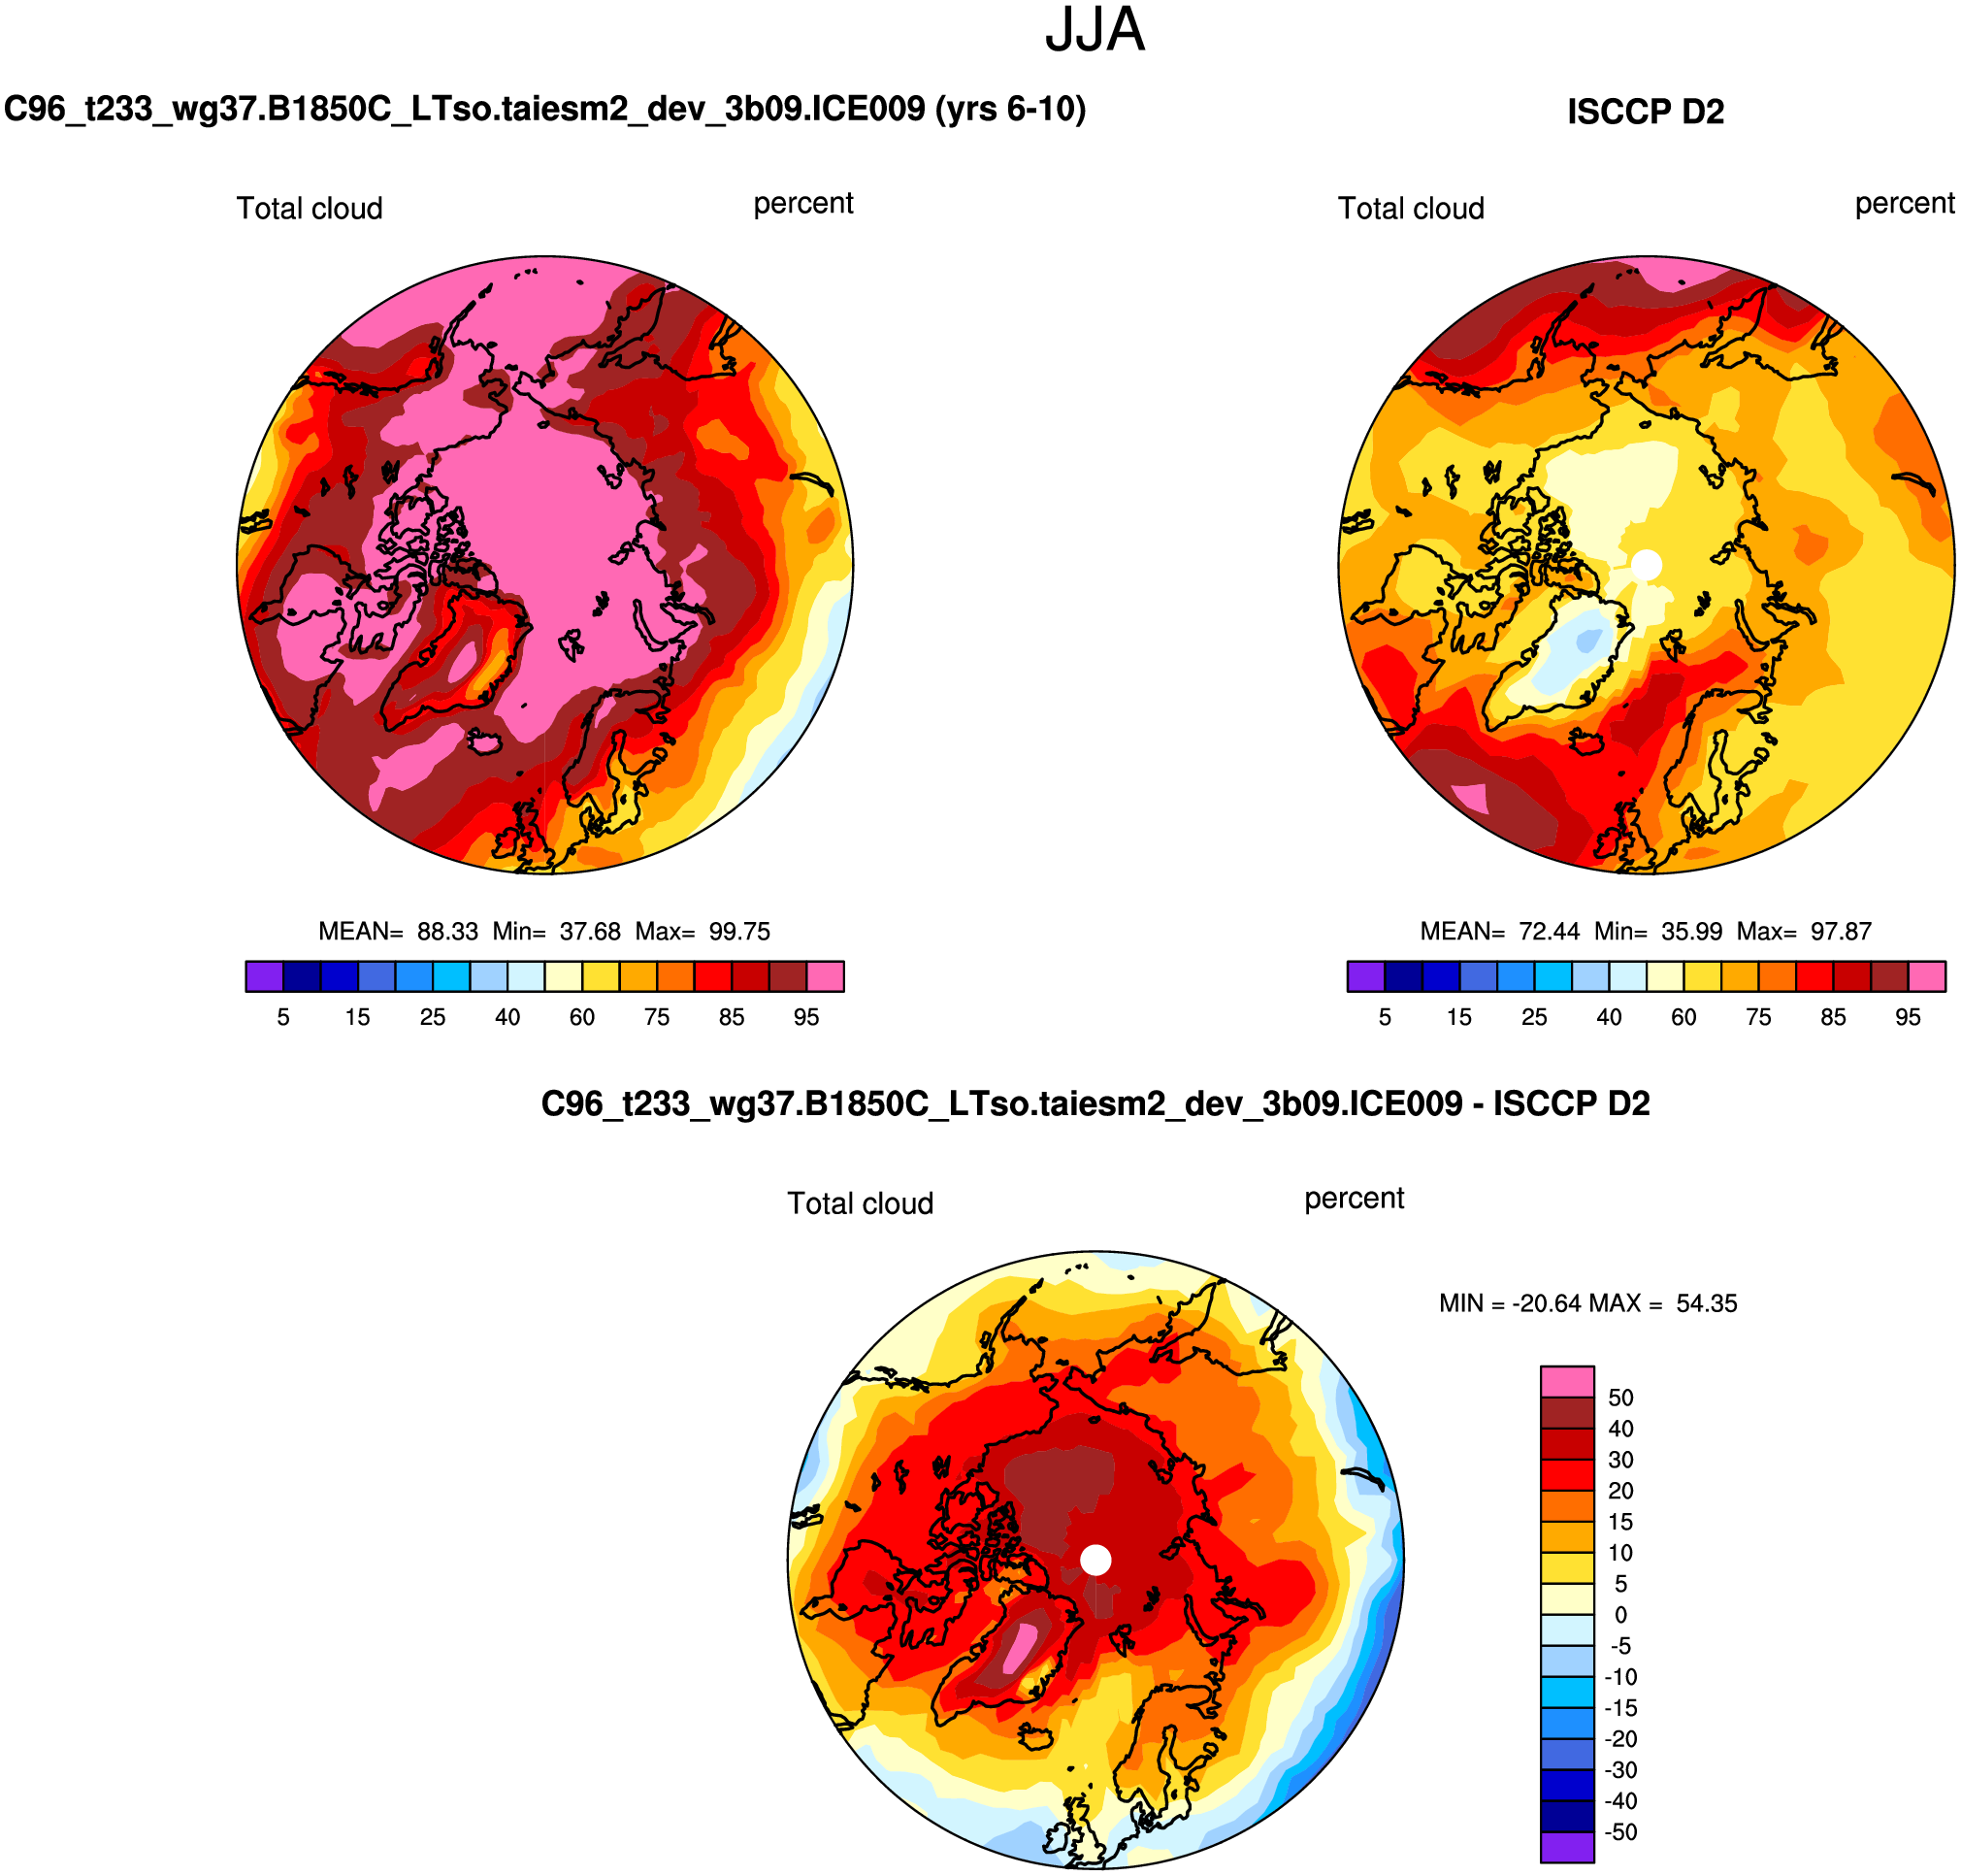 JJA
C96_t233_wg37.B1850C_LTso.taiesm2_dev_3b09.ICE009 (yrs 6-10)
ISCCP D2
Total cloud percent
Total cloud percent
MEAN= 88.33 Min= 37.68 Max= 99.75
MEAN= 72.44 Min= 35.99 Max= 97.87
5 15 25 40 60 75 85 95
5 15 25 40 60 75 85 95
C96_t233_wg37.B1850C_LTso.taiesm2_dev_3b09.ICE009 - ISCCP D2
Total cloud percent
MIN = -20.64 MAX = 54.35
50
40
30
20
15
10
5
0
-5
-10
-15
-20
-30
-40
-50